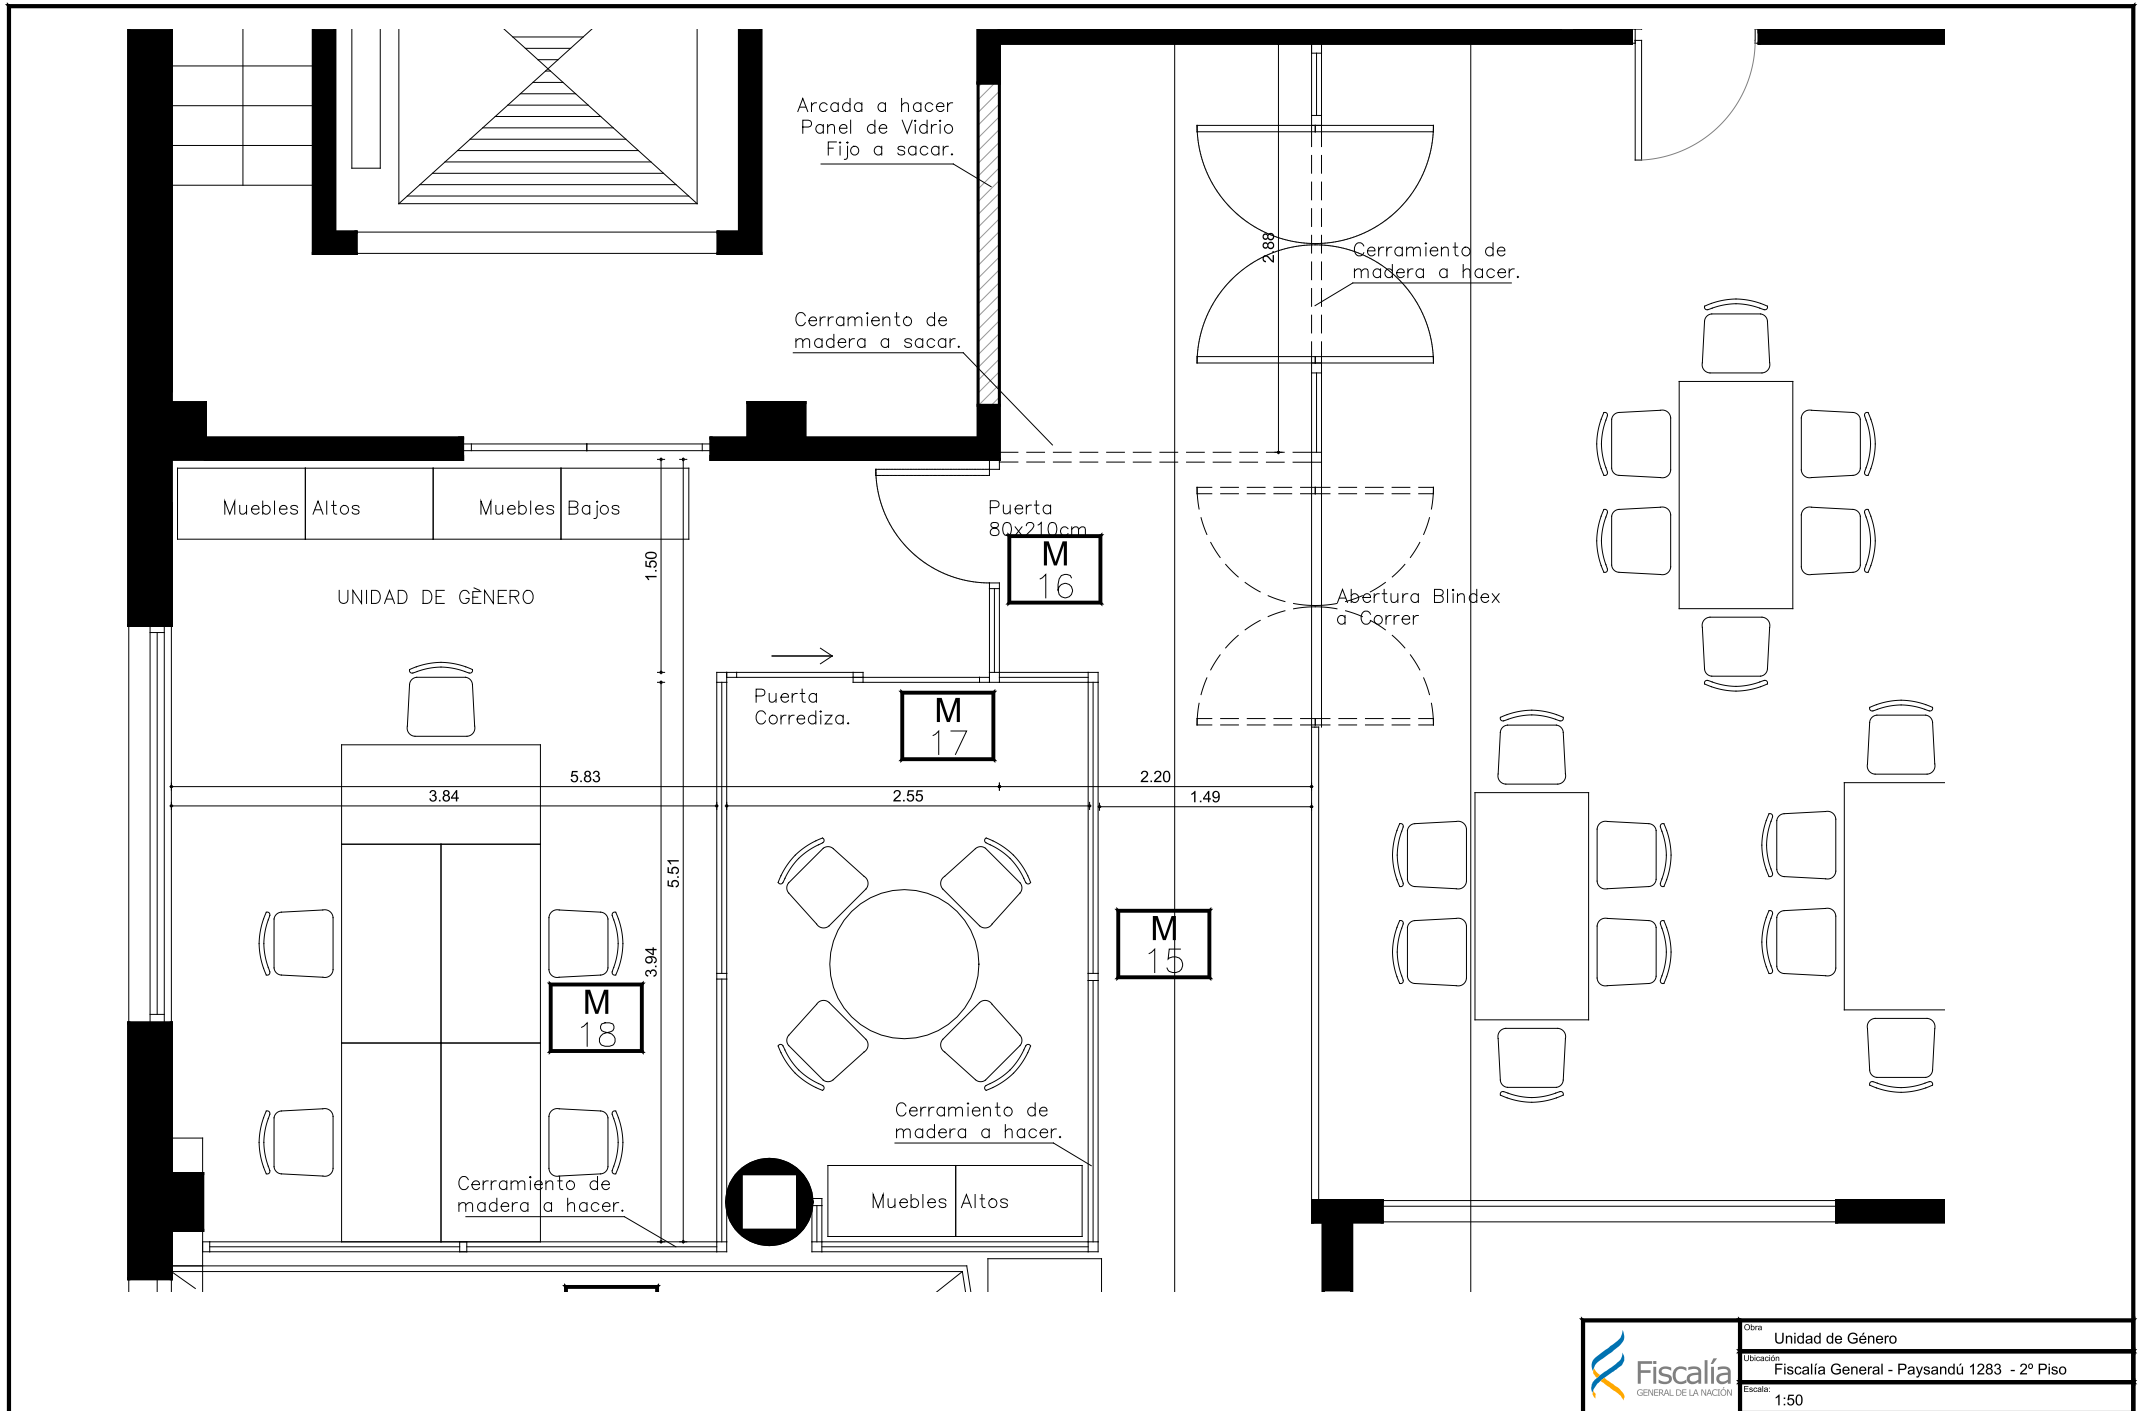 Arcada a hacer
Panel de Vidrio
Fijo a sacar.
2.88
Cerramiento de
madera a hacer.
Cerramiento de
madera a sacar.
Muebles Altos
Muebles Bajos
Puerta
80x210cm
M
16
1.50
UNIDAD DE GÈNERO
Abertura Blindex
a Correr
Puerta
Corrediza.
M
17
5.83
2.20
3.84
2.55
1.49
5.51
3.94
M
15
M
18
Cerramiento de
madera a hacer.
Cerramiento de
madera a hacer.
Muebles Altos
Fiscalía
GENERAL DE LA NACIÓN
Obra
Unidad de Género
Ubicación
Fiscalía General - Paysandú 1283 - 2º Piso
Escala:
1:50